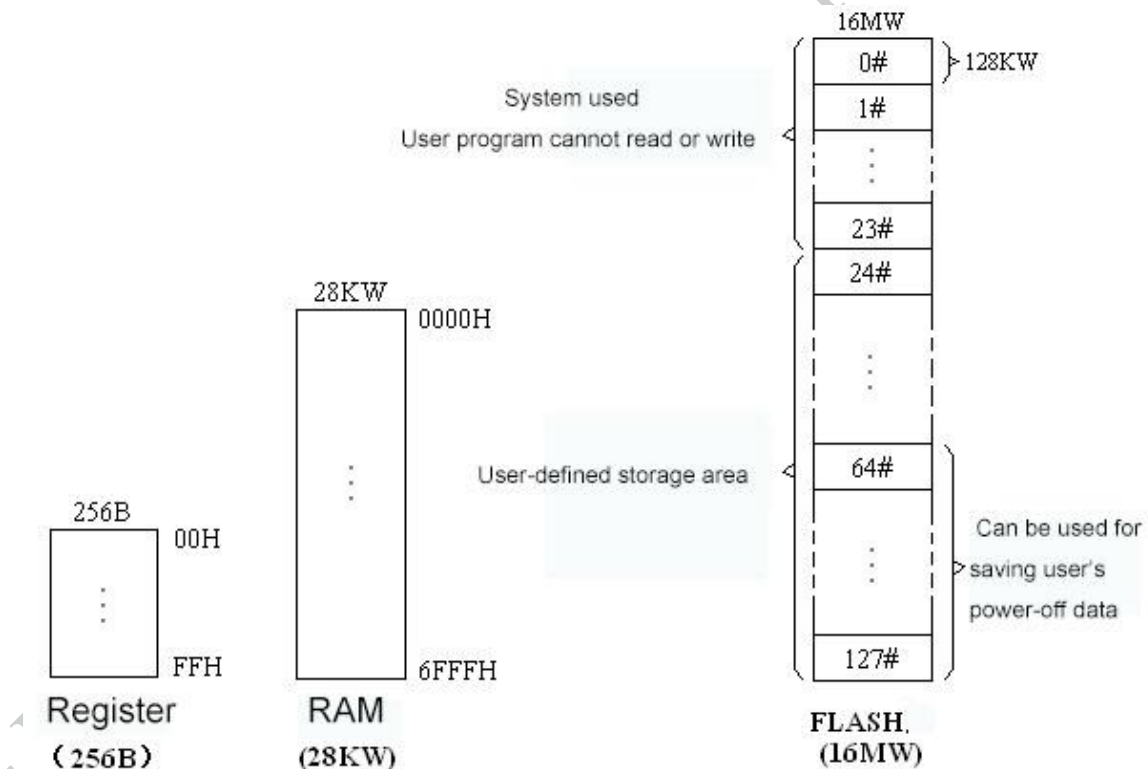 16MW
0#
128KW
1#
System used
User program cannot read or write
23#
24#
28KW
0000H
User-defined storage area
64#
256B
00H
Can be used for
saving user's
power-off data
127#
FFH
6FFFH
Register
(256B)
RAM
(28KW)
FLASH.
(16MW)